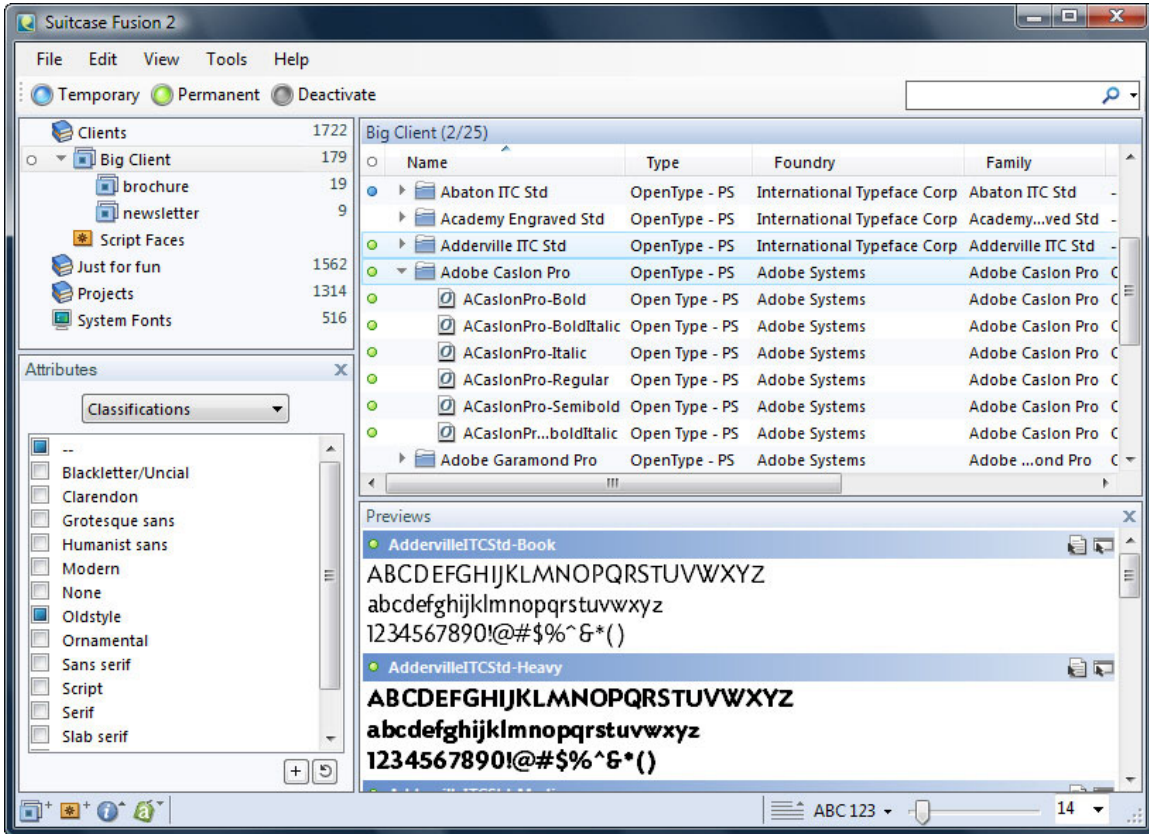 Suitcase Fusion 2
File Edit View Tools Help
Temporary Permanent Deactivate
Clients 1722
Big Client 179
brochure 19
newsletter 9
Script Faces
Just for fun 1562
Projects 1314
System Fonts 516
Attributes X
Classifications
--
Blackletter/Uncial
Clarendon
Grotesque sans
Humanist sans
Modern
None
Oldstyle
Ornamental
Sans serif
Script
Serif
Slab serif
Big Client (2/25)
Name Type Foundry Family
Abaton ITC Std OpenType - PS International Typeface Corp Abaton ITC Std -
Academy Engraved Std OpenType - PS International Typeface Corp Academy...ved Std -
Adderville ITC Std OpenType - PS International Typeface Corp Adderville ITC Std -
Adobe Caslon Pro OpenType - PS Adobe Systems Adobe Caslon Pro
ACaslonPro-Bold Open Type - PS Adobe Systems Adobe Caslon Pro
ACaslonPro-BoldItalic Open Type - PS Adobe Systems Adobe Caslon Pro
ACaslonPro-Italic Open Type - PS Adobe Systems Adobe Caslon Pro
ACaslonPro-Regular Open Type - PS Adobe Systems Adobe Caslon Pro
ACaslonPro-Semibold Open Type - PS Adobe Systems Adobe Caslon Pro
ACaslonPr...boldItalic Open Type - PS Adobe Systems Adobe Caslon Pro
Adobe Garamond Pro OpenType - PS Adobe Systems Adobe ...ond Pro
Previews X
AddervilleITCStd-Book
ABCDEFGHIJKLMNOPQRSTUVWXYZ
abcdefghijklmnopqrstuvwxyz
1234567890!@#$%^&*()
AddervilleITCStd-Heavy
ABCDEFGHIJKLMNOPQRSTUVWXYZ
abcdefghijklmnopqrstuvwxyz
1234567890!@#$%^&*()
ABC 123 14